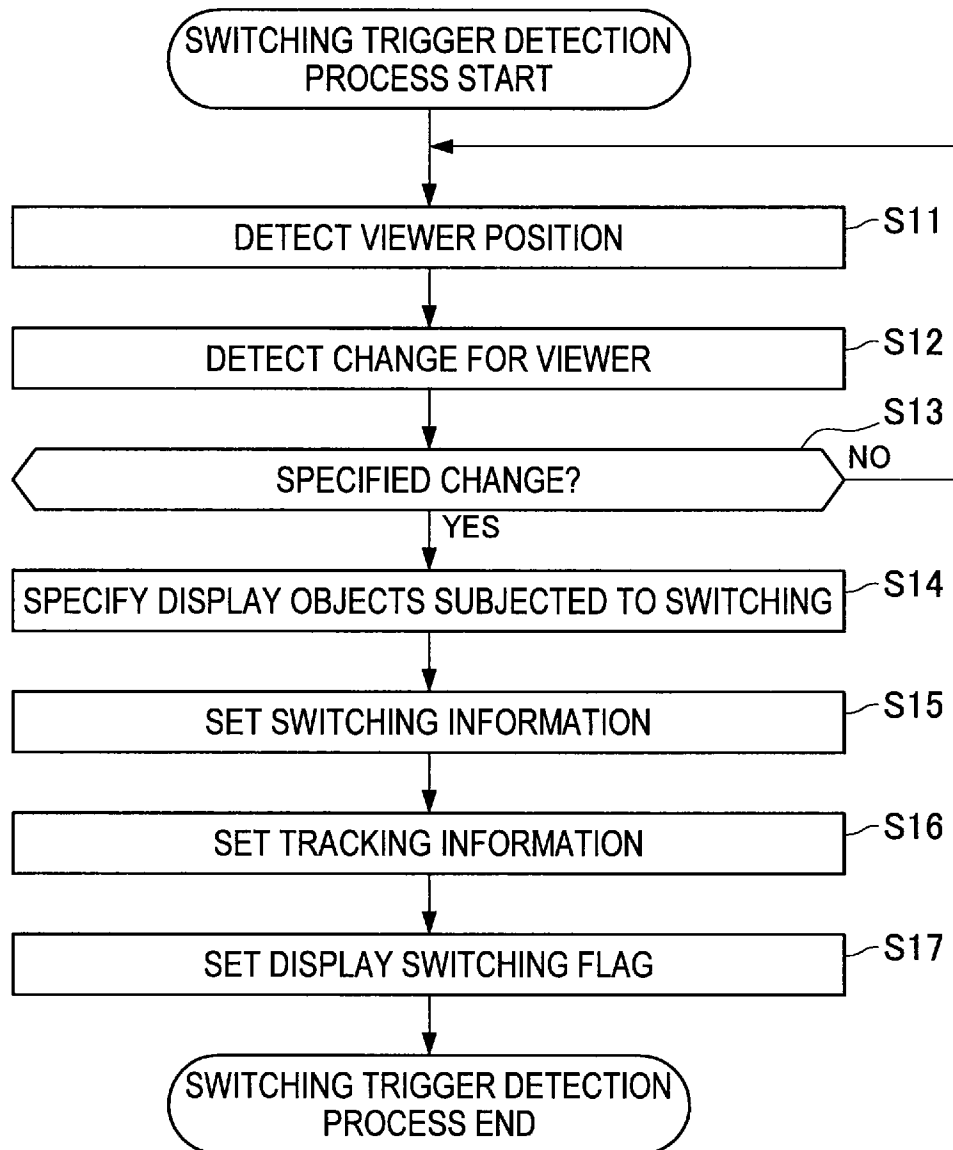 SWITCHING TRIGGER DETECTION
PROCESS START
DETECT VIEWER POSITION
S11
DETECT CHANGE FOR VIEWER
S12
S13
SPECIFIED CHANGE?
NO
YES
SPECIFY DISPLAY OBJECTS SUBJECTED TO SWITCHING
S14
SET SWITCHING INFORMATION
S15
SET TRACKING INFORMATION
S16
SET DISPLAY SWITCHING FLAG
S17
SWITCHING TRIGGER DETECTION
PROCESS END